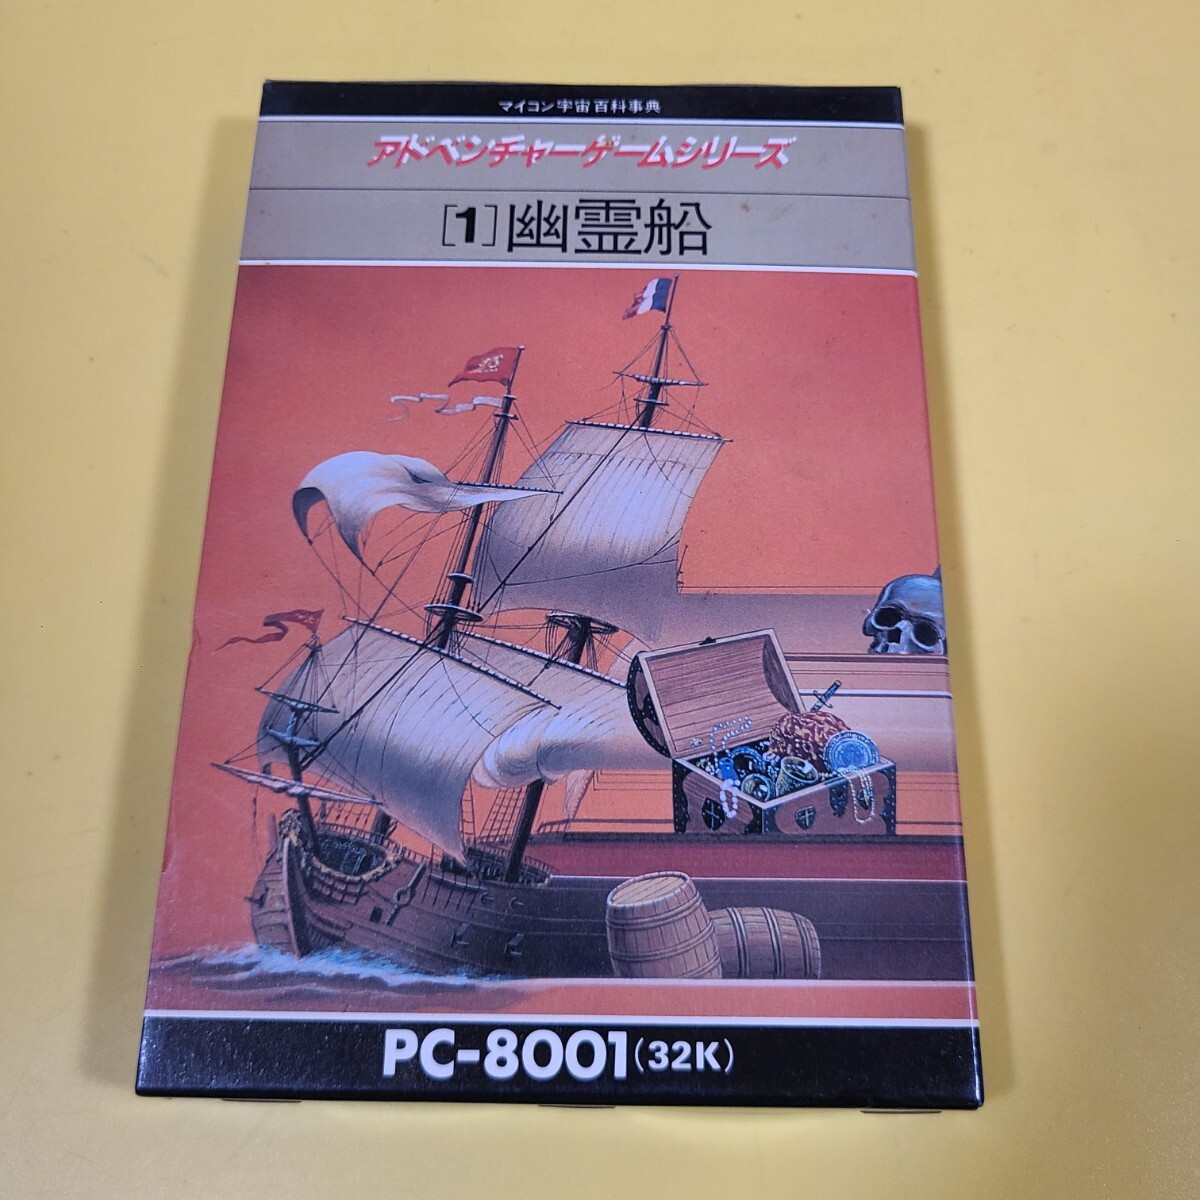 マイコン宇宙百科事典
アドベンチャーゲームシリーズ
[1]幽霊船
PC-8001(32K)